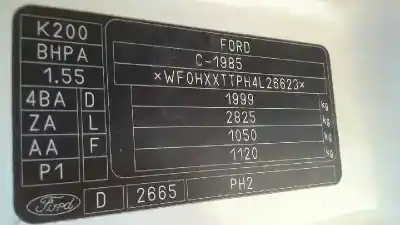 K200
BHPA
1.55
4BA D
ZA L
AA F
P1
FORD
C-1985
*WF0HXXTTPH4L26623*
1999 kg
2825
1050 kg
1120 kg
Ford D 2665 PH2